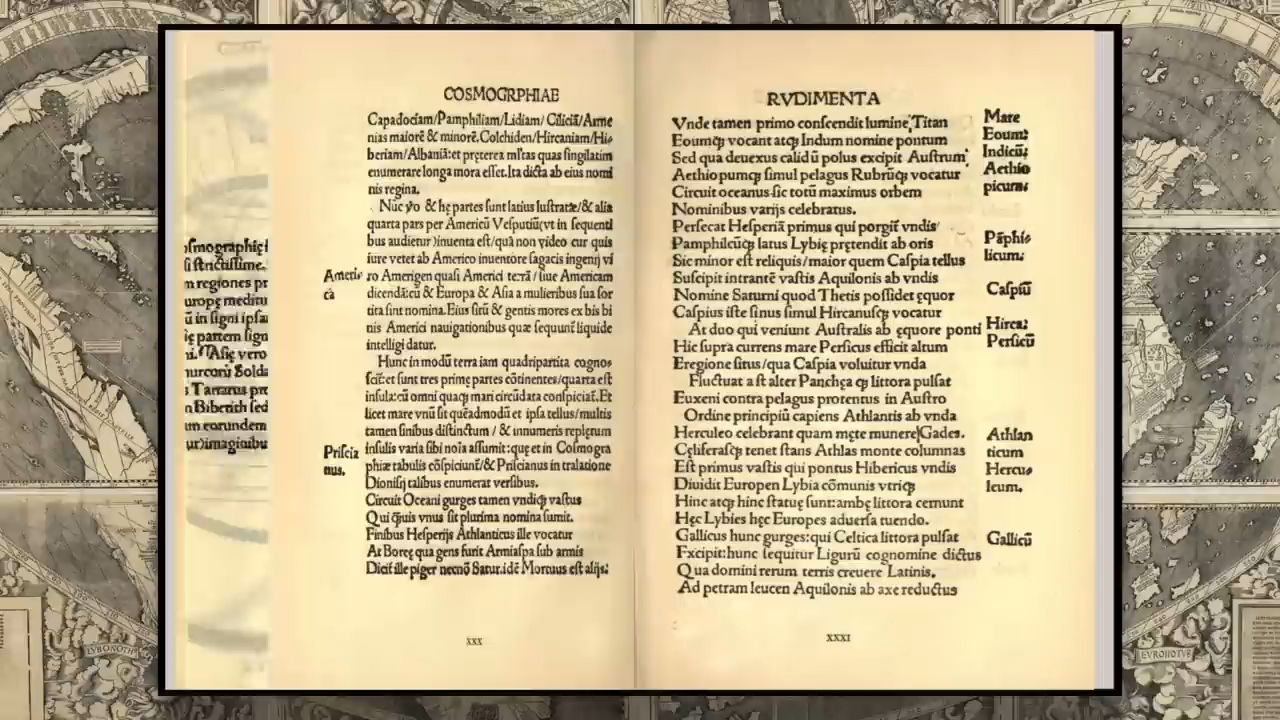 COSMOGRPHIAE
Capadociam/Pamphiliam/Lidiam/ Ciliciā/Arme
nias maiorē & minorē.Colchiden/Hircaniam/Hi-
beriam/Albaniā:et pręterea mītas quas singilatim
enumerare longa mora esset.Ita dicta ab eius nomi
nis regina.
Nūc & hę partes sunt latius lustratæ/& alia
quarta pars per Americū Vesputiū(vt in sequenti
bus audietur)inuenta est/quā non video cur quis
iure vetet ab Americo inuentore sagacis ingenij vi
Ameri-
ca
ro Amerigen quasi Americi terrā / siue Americam
dicendā:cū & Europa & Asia a mulieribus sua sor
tita sint nomina.Eius sitū & gentis mores ex bis bi
nis Americi nauigationibus quæ sequunt liquide
intelligi datur.
Hunc in modū terra iam quadripartita cognos-
scit:et sunt tres prime partes cōtinentes/quarta est
insula:cū omni quaq mari circūdata conspiciat.Et
licet mare vnū sit quēadmodū et ipsa tellus/multis
tamen sinibus distinctum / & innumeris repletum
Priscia
nus.
insulis varia sibi noīa assumit:quę et in Cosmogra
phiæ tabulis cōspiciunt/& Priscianus in tralatione
Dionisij talibus enumerat versibus.
Circuit Oceani gurges tamen vndiq vastus
Qui quis vnus sit plurima nomina sumit.
Finibus Hesperijs Athlanticus ille vocatur
At Boreę qua gens furit Armiaspa sub armis
Dicit ille piger necnō Satur.idē Mortuus est alijs:
xxx
RVDIMENTA
Vnde tamen primo conscendit lumine Titan
Eoumq vocant atq Indum nomine pontum
Sed qua deuexus calidū polus excipit Austrum
Aethiopumq simul pelagus Rubrūq vocatur
Circuit oceanus sic totū maximus orbem
Nominibus varijs celebratus.
Persecat Hesperiā primus qui porgit vndis
Pamphilcūq latus Lybię prętendit ab oris
Sic minor est reliquis/maior quem Caspia tellus
Suscipit intrantē vastis Aquilonis ab vndis
Nomine Saturni quod Thetis possidet ęquor
Caspius iste sinus simul Hircanusq vocatur
At duo qui veniunt Australis ab ęquore ponti
Hic supra currens mare Persicus efficit altum
Eregione situs/qua Caspia voluitur vnda
Fluctuat ast alter Panchęa q littora pulsat
Euxeni contra pelagus protentus in Austro
Ordine principiū capiens Athlantis ab vnda
Herculeo celebrant quam męte munere Gades.
Cęliferasq tenet stans Athlas monte columnas
Est primus vastis qui pontus Hibericus vndis
Diuidit Europen Lybia cōmunis vtriq
Hinc atq hinc statuę sunt:ambę littora cernunt
Hęc Lybies hęc Europes aduersa tuendo.
Gallicus hunc gurges:qui Celtica littora pulsat
Excipit:hunc sequitur Ligurū cognomine dictus
Qua domini rerum terris creuere Latinis.
Ad petram leucen Aquilonis ab axe reductus
Mare
Eoum:
Indicū:
Aethio
picum:
Pāphi-
licum:
Caspiū
Hirca:
Persicū
Athlan
ticum
Hercu-
leum.
Gallicū
xxxi
EVRONOTVS